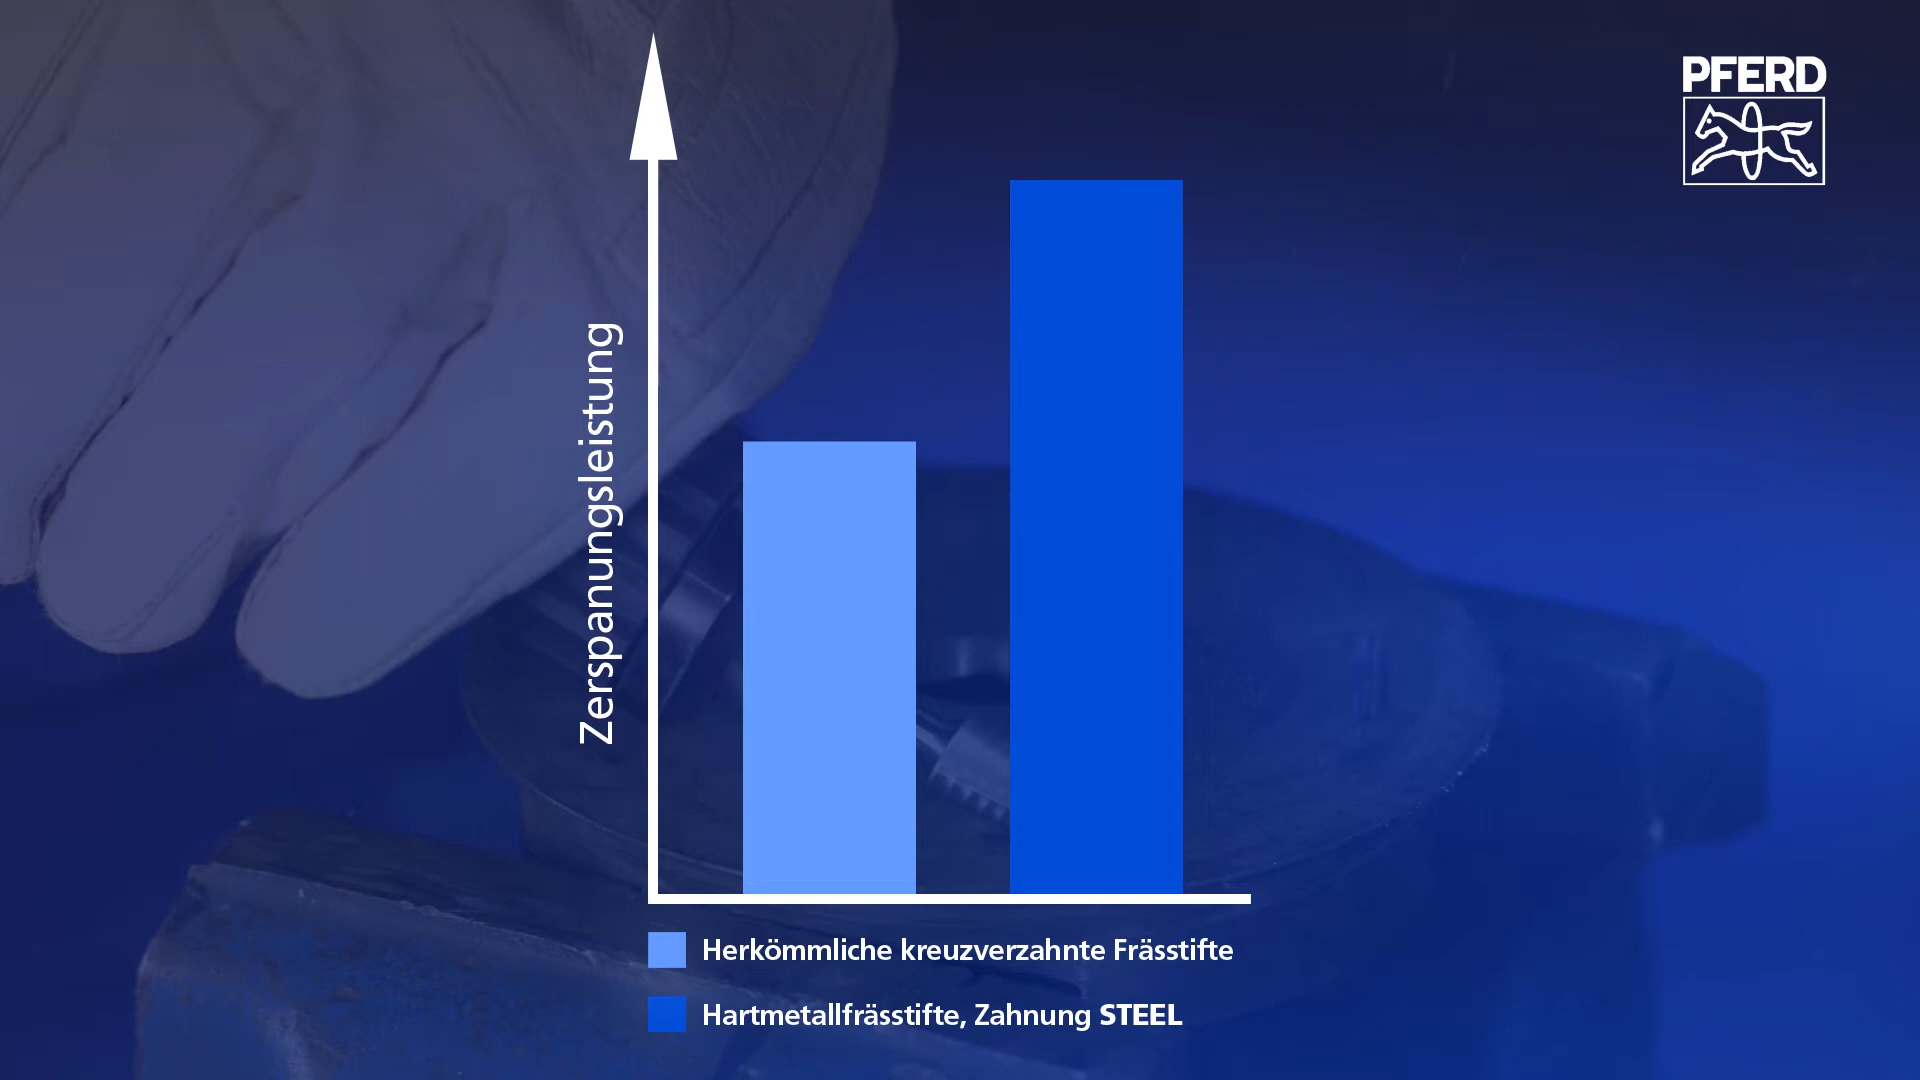 PFERD
Zerspanungsleistung
Herkömmliche kreuzverzahnte Frässtifte
Hartmetallfrässtifte, Zahnung STEEL